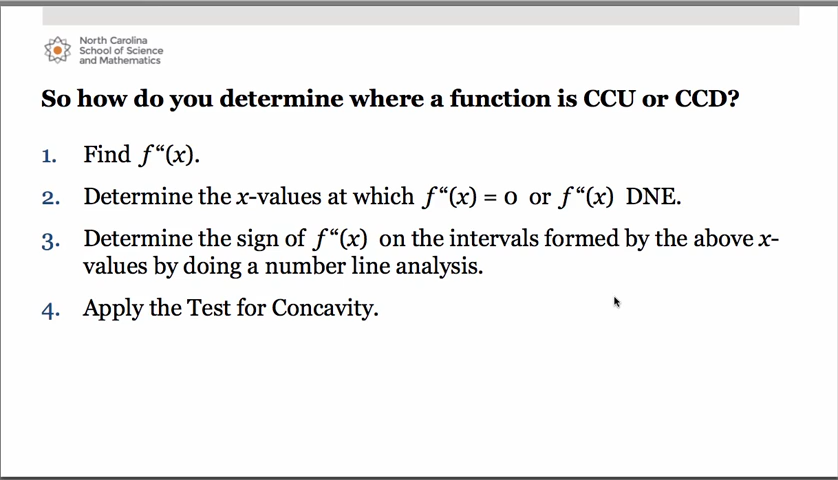 North Carolina
School of Science
and Mathematics
So how do you determine where a function is CCU or CCD?
1. Find f“(x).
2. Determine the x-values at which f“(x) = 0 or f“(x) DNE.
3. Determine the sign of f“(x) on the intervals formed by the above x-
values by doing a number line analysis.
4. Apply the Test for Concavity.